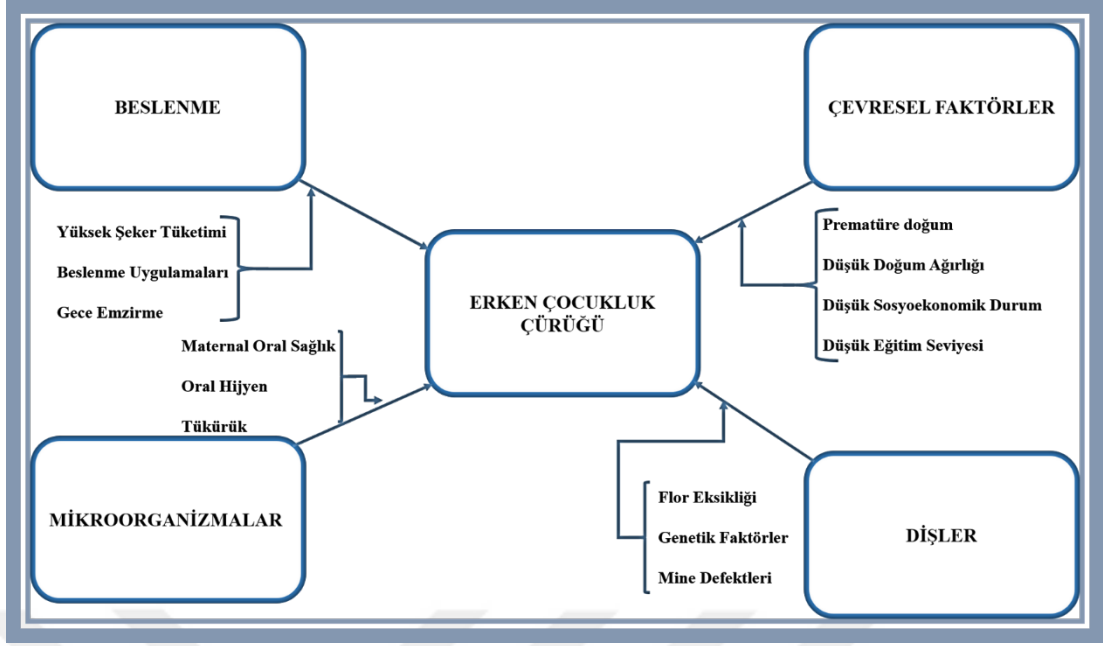 BESLENME
ÇEVRESEL FAKTÖRLER
Yüksek Şeker Tüketimi
Beslenme Uygulamaları
Gece Emzirme
Prematüre doğum
Düşük Doğum Ağırlığı
Düşük Sosyoekonomik Durum
Düşük Eğitim Seviyesi
ERKEN ÇOCUKLUK
ÇÜRÜĞÜ
Maternal Oral Sağlık
Oral Hijyen
Tükürük
MİKROORGANİZMALAR
Flor Eksikliği
Genetik Faktörler
Mine Defektleri
DİŞLER